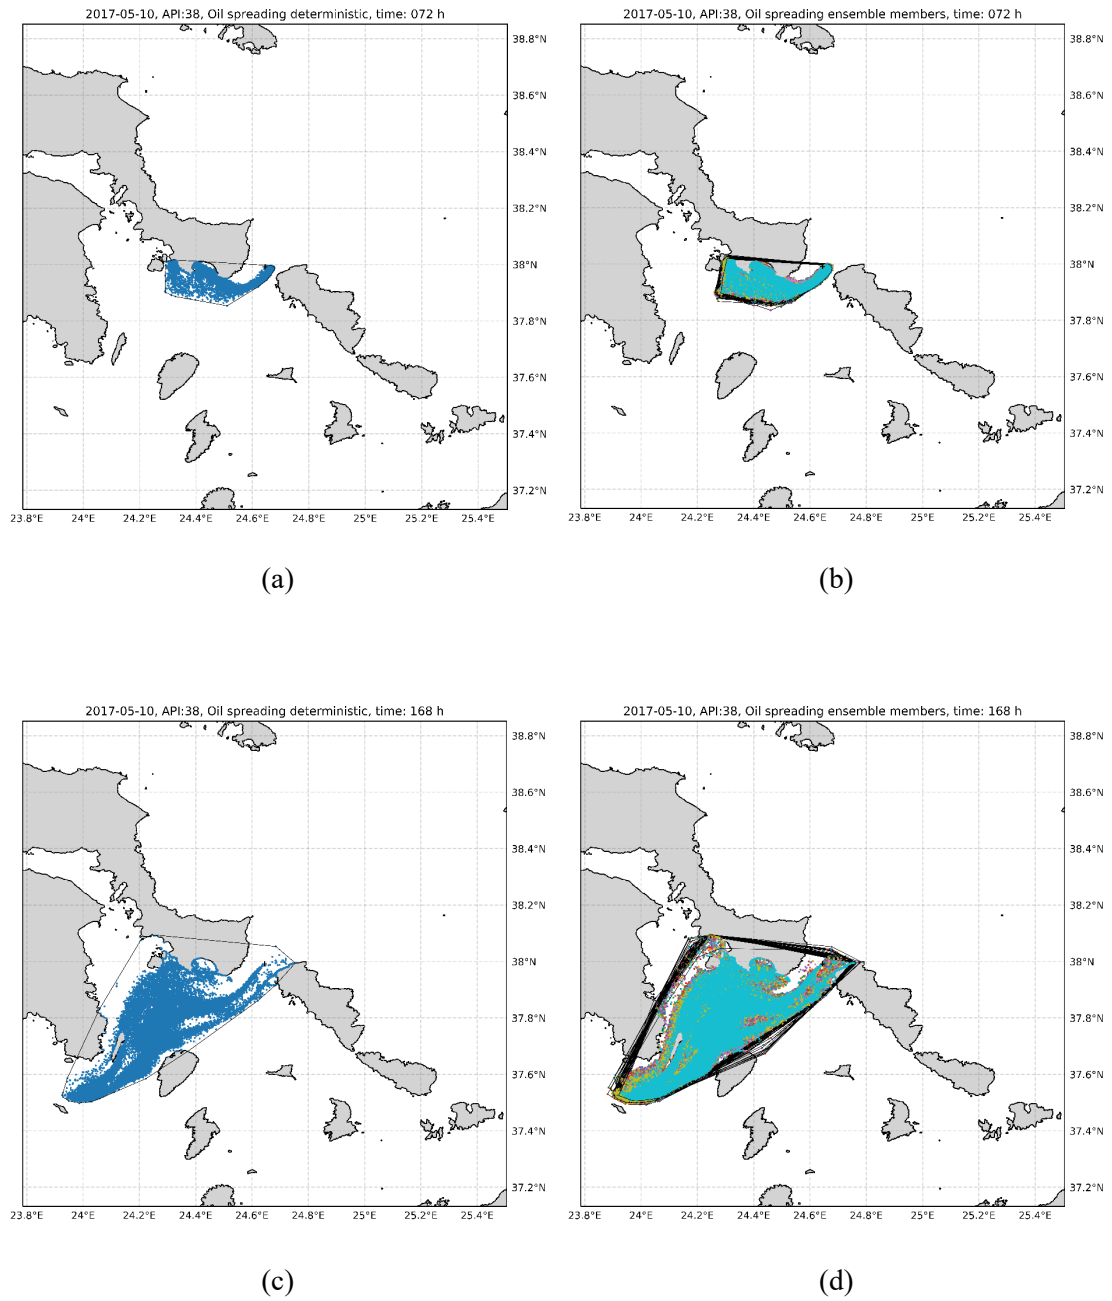 2017-05-10, API:38, Oil spreading deterministic, time: 072 h
38.8°N
38.6°N
38.4°N
38.2°N
38°N
37.8°N
37.6°N
37.4°N
37.2°N
23.8°E 24°E 24.2°E 24.4°E 24.6°E 24.8°E 25°E 25.2°E 25.4°E
(a)
2017-05-10, API:38, Oil spreading ensemble members, time: 072 h
38.8°N
38.6°N
38.4°N
38.2°N
38°N
37.8°N
37.6°N
37.4°N
37.2°N
23.8°E 24°E 24.2°E 24.4°E 24.6°E 24.8°E 25°E 25.2°E 25.4°E
(b)
2017-05-10, API:38, Oil spreading deterministic, time: 168 h
38.8°N
38.6°N
38.4°N
38.2°N
38°N
37.8°N
37.6°N
37.4°N
37.2°N
23.8°E 24°E 24.2°E 24.4°E 24.6°E 24.8°E 25°E 25.2°E 25.4°E
(c)
2017-05-10, API:38, Oil spreading ensemble members, time: 168 h
38.8°N
38.6°N
38.4°N
38.2°N
38°N
37.8°N
37.6°N
37.4°N
37.2°N
23.8°E 24°E 24.2°E 24.4°E 24.6°E 24.8°E 25°E 25.2°E 25.4°E
(d)